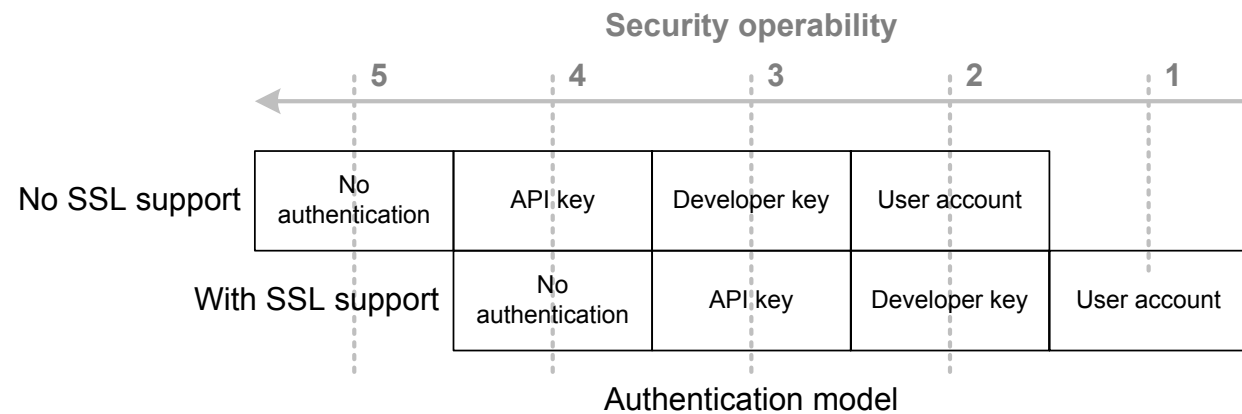 Security operability
5 4 3 2 1
No SSL support
No
authentication
API key
Developer key
User account
With SSL support
No
authentication
API key
Developer key
User account
Authentication model